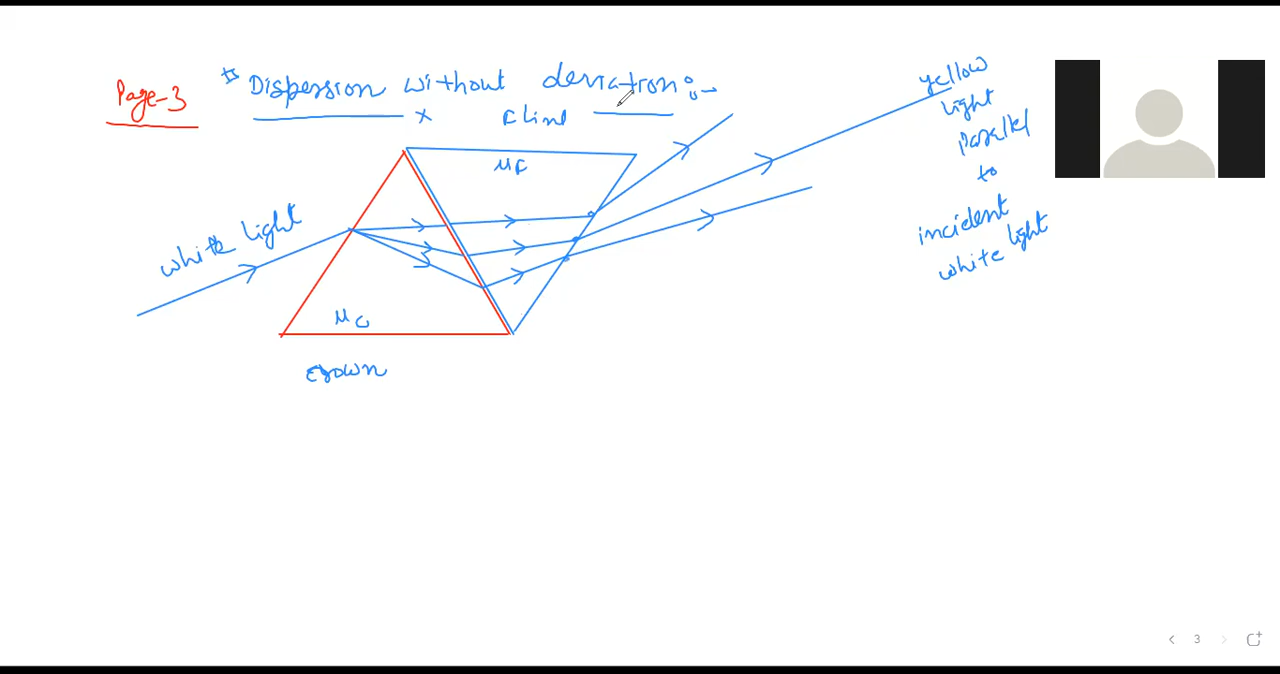 Page-3
Dispersion without deviation:-
Flint
μF
white light
μC
crown
yellow
light
parallel
to
incident
white light
3